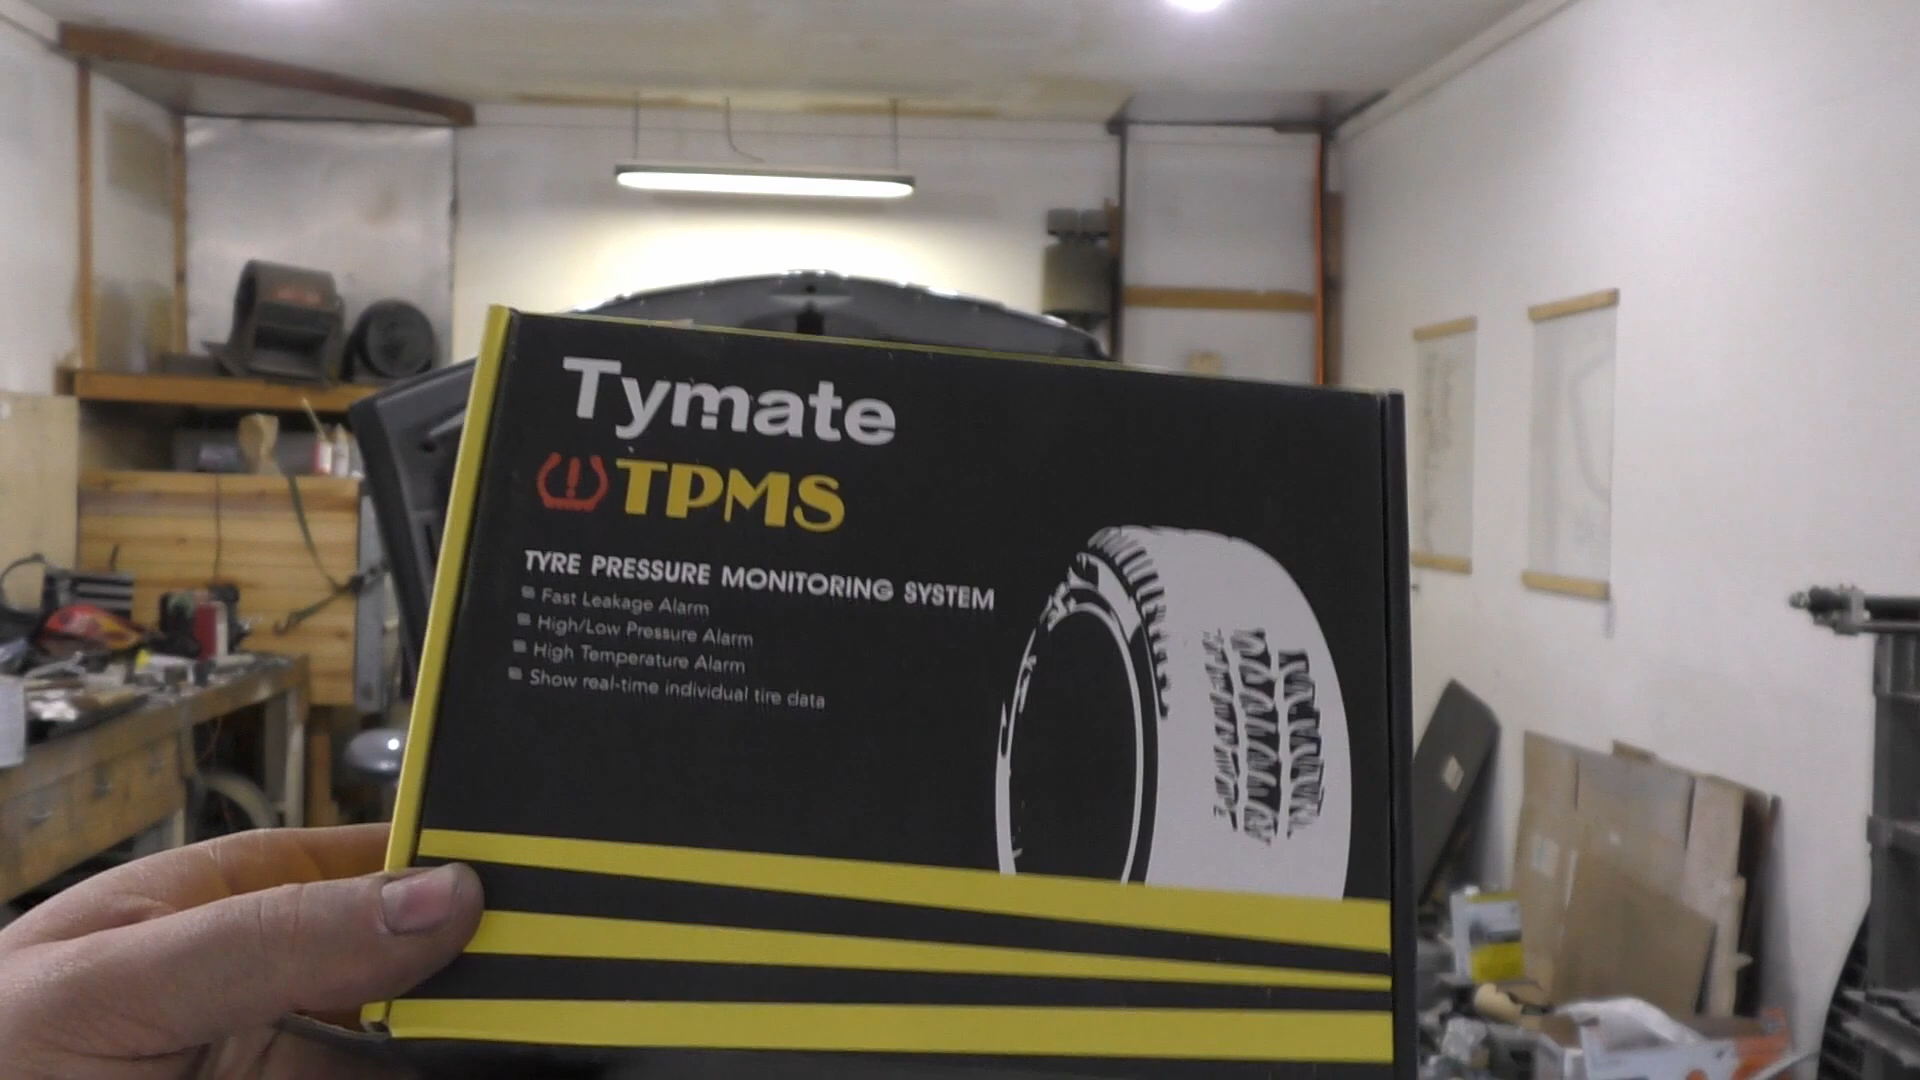 Tymate
TPMS
TYRE PRESSURE MONITORING SYSTEM
Fast Leakage Alarm
High/Low Pressure Alarm
High Temperature Alarm
Show real-time individual tire data